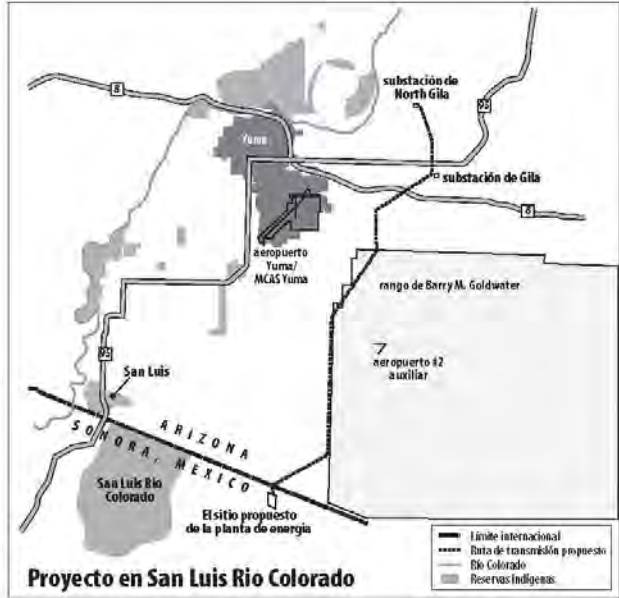 substación de
North Gila
8
95
Yuma
substación de Gila
8
aeropuerto
Yuma/
MCAS Yuma
rango de Barry M. Goldwater
aeropuerto #2
auxiliar
95
San Luis
ARIZONA
SONORA, MEXICO
San Luis Rio
Colorado
El sitio propuesto
de la planta de energía
Proyecto en San Luis Rio Colorado
Límite internacional
Ruta de transmisión propuesto
Río Colorado
Reservas indígenas